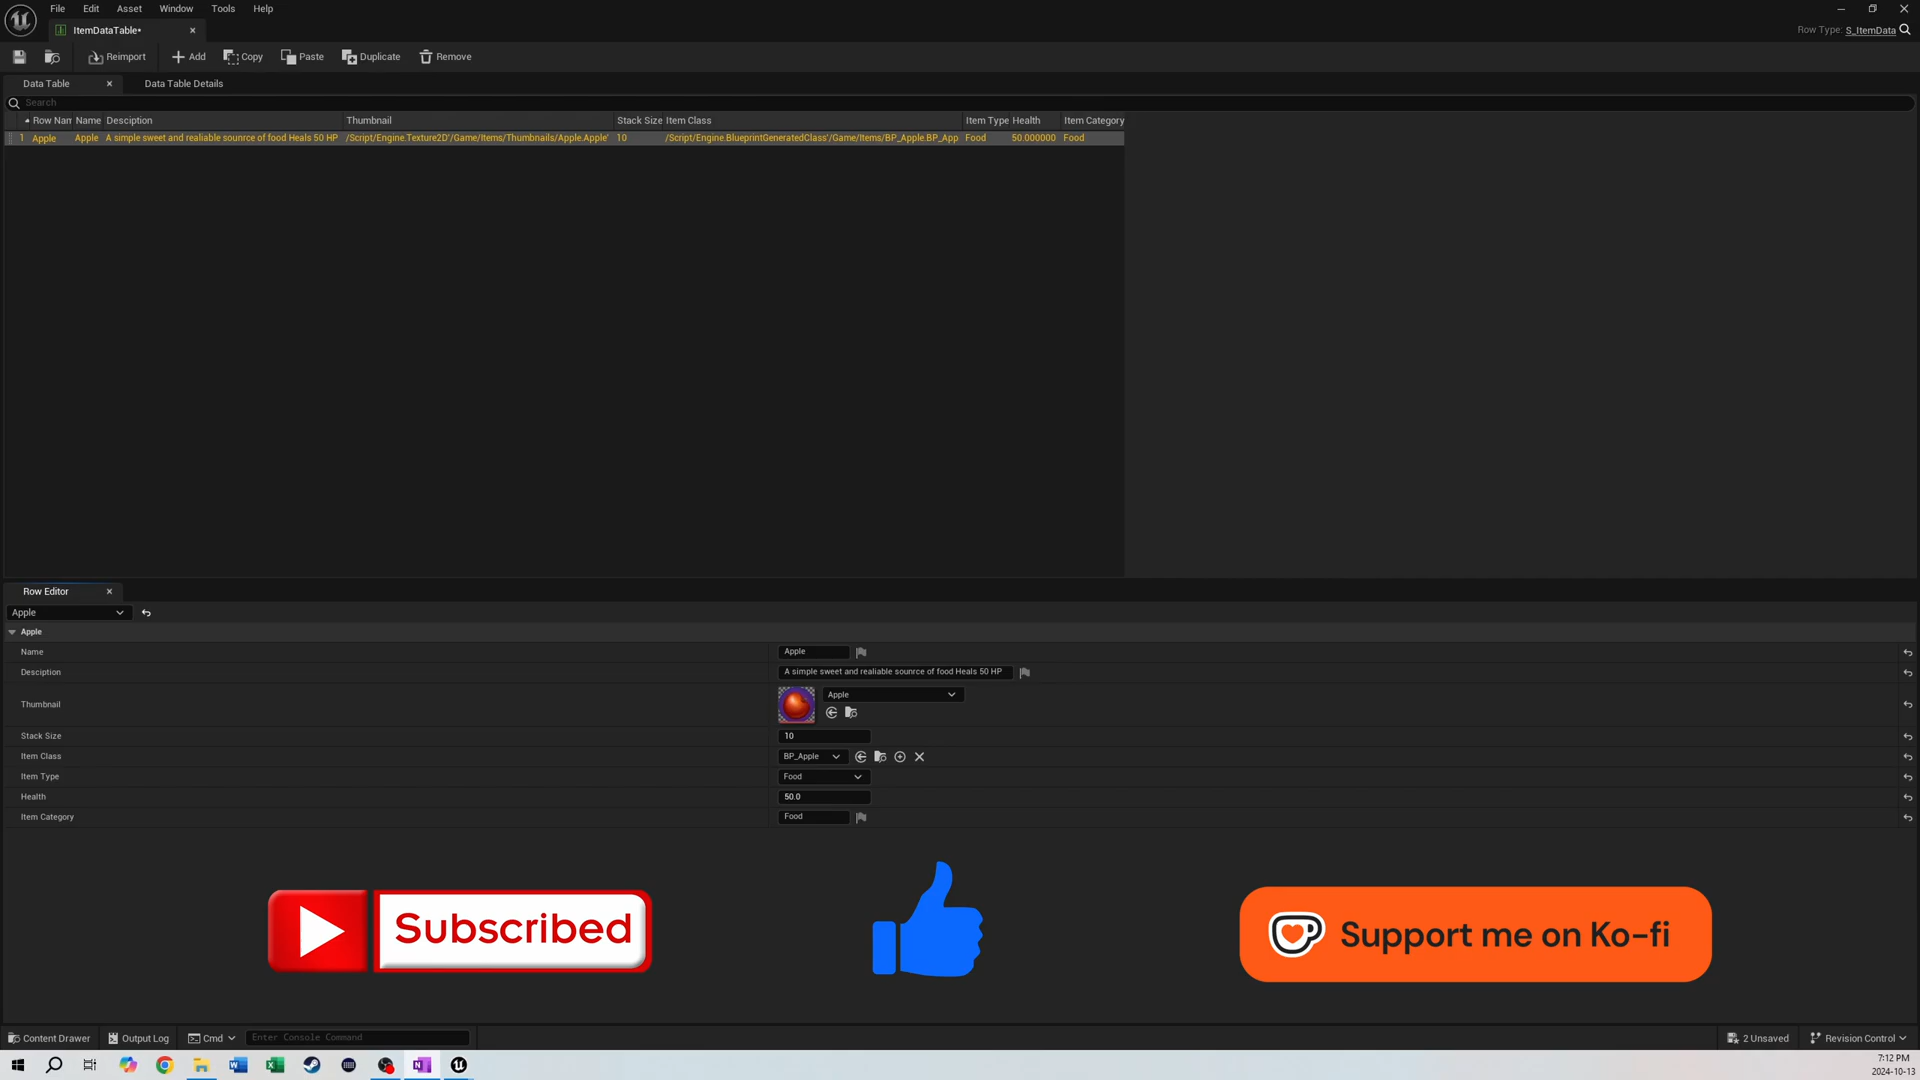 File Edit Asset Window Tools Help
ItemDataTable•
Row Type: S_ItemData
Reimport Add Copy Paste Duplicate Remove
Data Table Data Table Details
Search
Row Nam Name Desciption Thumbnail Stack Size Item Class Item Type Health Item Category
1 Apple Apple A simple sweet and realiable sounrce of food Heals 50 HP /Script/Engine.Texture2D'/Game/Items/Thumbnails/Apple.Apple' 10 /Script/Engine.BlueprintGeneratedClass'/Game/Items/BP_Apple.BP_App Food 50.000000 Food
Row Editor
Apple
Apple
Name Apple
Desciption A simple sweet and realiable sounrce of food Heals 50 HP
Thumbnail Apple
Stack Size 10
Item Class BP_Apple
Item Type Food
Health 50.0
Item Category Food
Subscribed
Support me on Ko-fi
Content Drawer Output Log Cmd Enter Console Command 2 Unsaved Revision Control
7:12 PM
2024-10-13